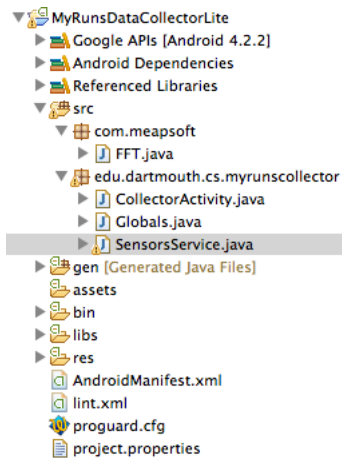 MyRunsDataCollectorLite
Google APIs [Android 4.2.2]
Android Dependencies
Referenced Libraries
src
com.meapsoft
FFT.java
edu.dartmouth.cs.myrunscollector
CollectorActivity.java
Globals.java
SensorsService.java
gen [Generated Java Files]
assets
bin
libs
res
AndroidManifest.xml
lint.xml
proguard.cfg
project.properties